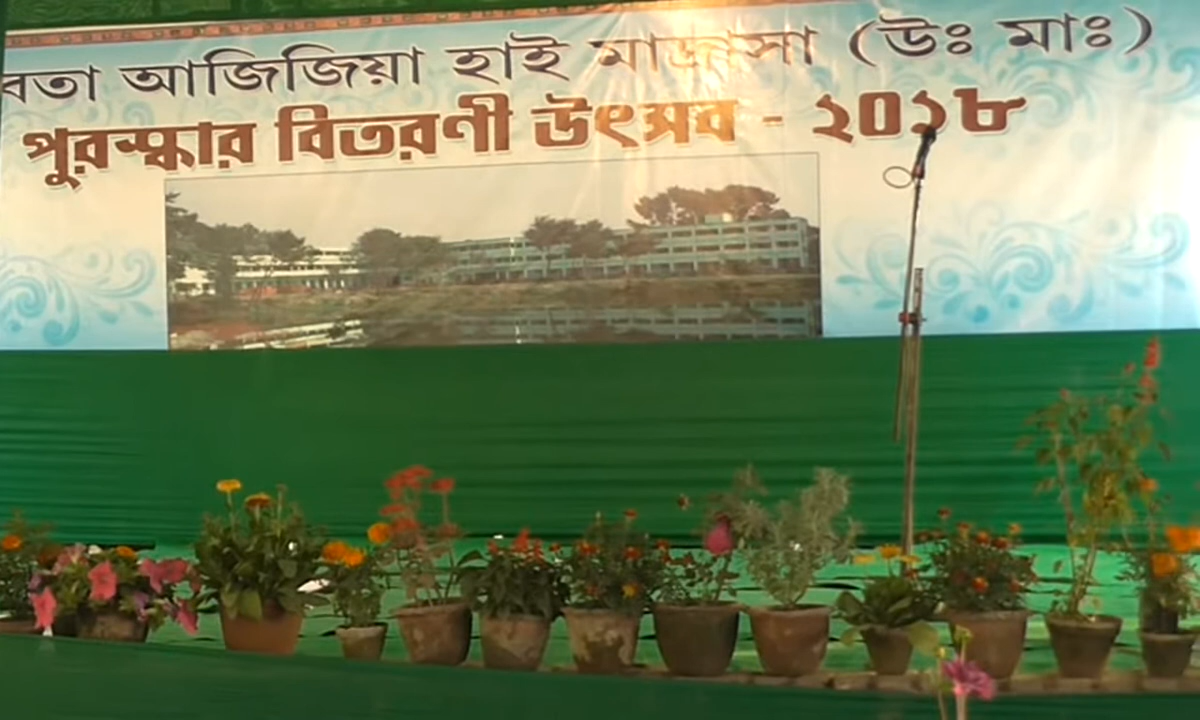 বতা আজিজিয়া হাই মাদ্রাসা (উঃ মাঃ)
পুরস্কার বিতরণী উৎসব - ২০১৮